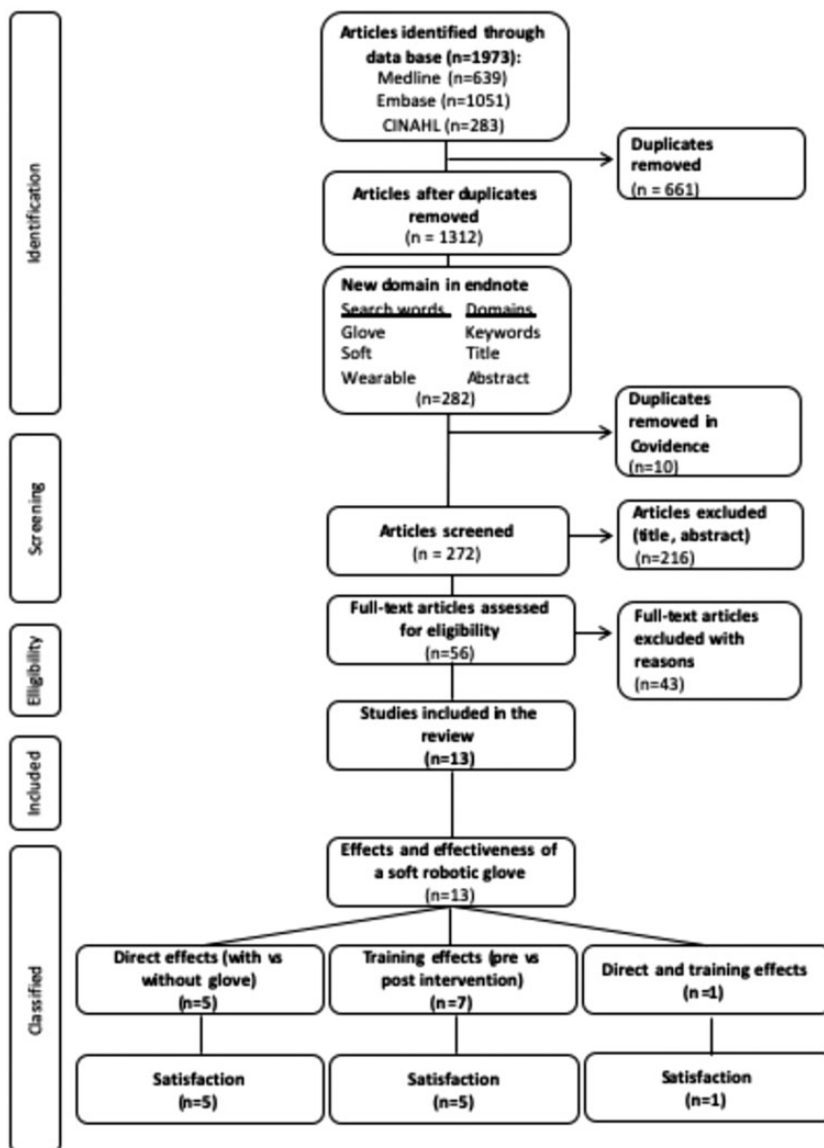 Identification
Articles identified through
data base (n=1973):
Medline (n=639)
Embase (n=1051)
CINAHL (n=283)
Duplicates
removed
(n = 661)
Articles after duplicates
removed
(n = 1312)
New domain in endnote
Search words Domains
Glove Keywords
Soft Title
Wearable Abstract
(n=282)
Duplicates
removed in
Covidence
(n=10)
Screening
Articles screened
(n = 272)
Articles excluded
(title, abstract)
(n=216)
Elligibility
Full-text articles assessed
for eligibility
(n=56)
Full-text articles
excluded with
reasons
(n=43)
Included
Studies included in the
review
(n=13)
Classified
Effects and effectiveness of
a soft robotic glove
(n=13)
Direct effects (with vs
without glove)
(n=5)
Training effects (pre vs
post intervention)
(n=7)
Direct and training effects
(n=1)
Satisfaction
(n=5)
Satisfaction
(n=5)
Satisfaction
(n=1)